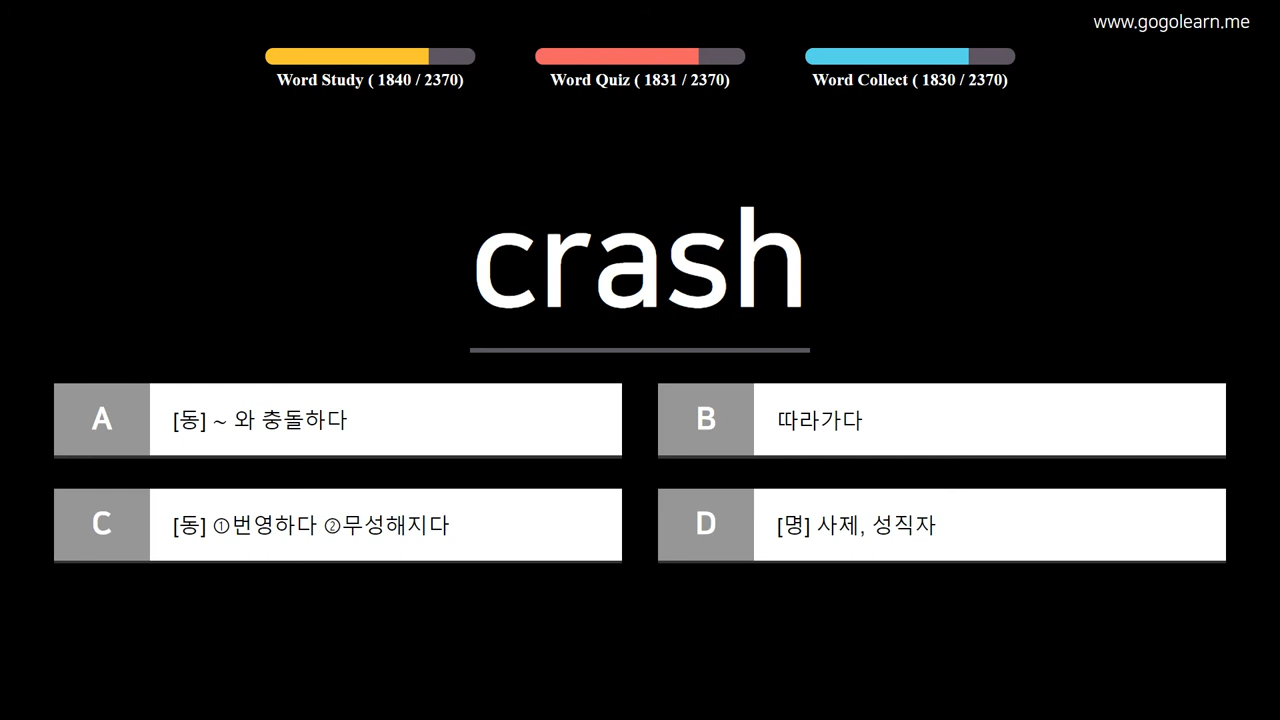 www.gogolearn.me
Word Study ( 1840 / 2370)
Word Quiz ( 1831 / 2370)
Word Collect ( 1830 / 2370)
crash
A [동] ~ 와 충돌하다
B 따라가다
C [동] ①번영하다 ②무성해지다
D [명] 사제, 성직자